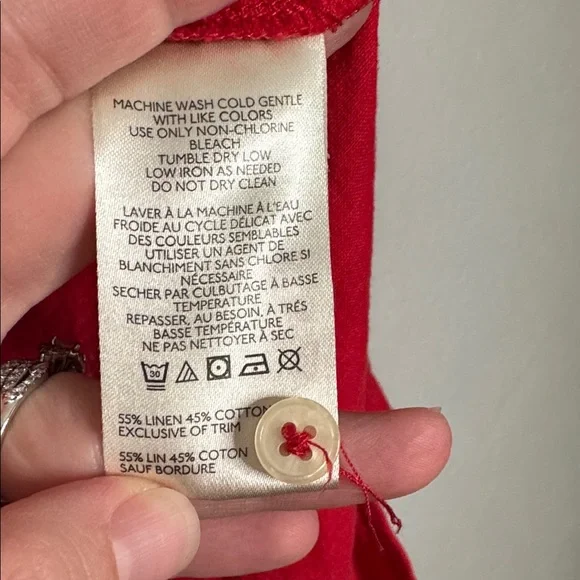 MACHINE WASH COLD GENTLE
WITH LIKE COLORS
USE ONLY NON-CHLORINE
BLEACH
TUMBLE DRY LOW
LOW IRON AS NEEDED
DO NOT DRY CLEAN
LAVER À LA MACHINE À L'EAU
FROIDE AU CYCLE DÉLICAT AVEC
DES COULEURS SEMBLABLES
UTILISER UN AGENT DE
BLANCHIMENT SANS CHLORE SI
NÉCESSAIRE
SECHER PAR CULBUTAGE À BASSE
TEMPERATURE
REPASSER, AU BESOIN, À TRÉS
BASSE TEMPÉRATURE
NE PAS NETTOYER À SEC
30
55% LINEN 45% COTTON
EXCLUSIVE OF TRIM
55% LIN 45% COTON
SAUF BORDURE